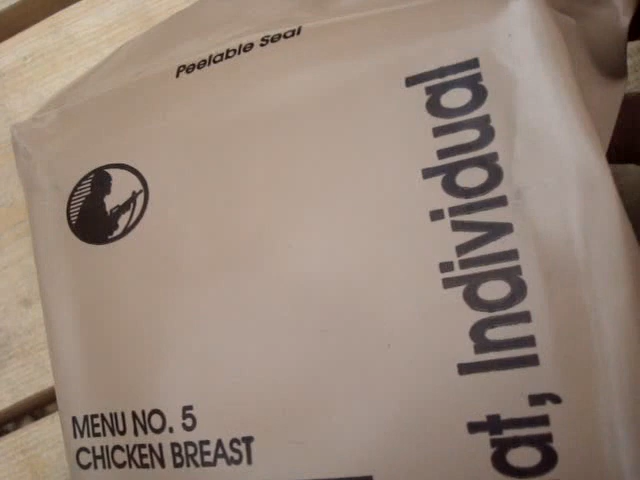 Peelable Seal
at, Individual
MENU NO. 5
CHICKEN BREAST